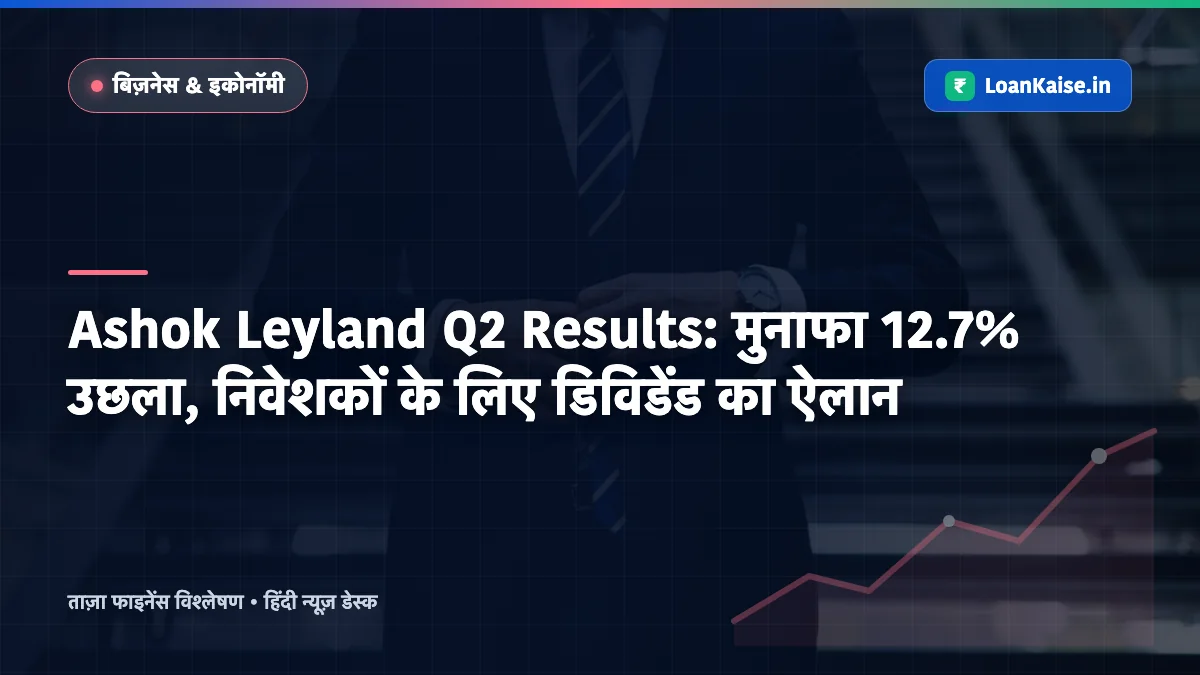 बिज़नेस & इकोनॉमी
₹ LoanKaise.in
Ashok Leyland Q2 Results: मुनाफा 12.7%
उछला, निवेशकों के लिए डिविडेंड का ऐलान
ताज़ा फाइनेंस विश्लेषण • हिंदी न्यूज़ डेस्क